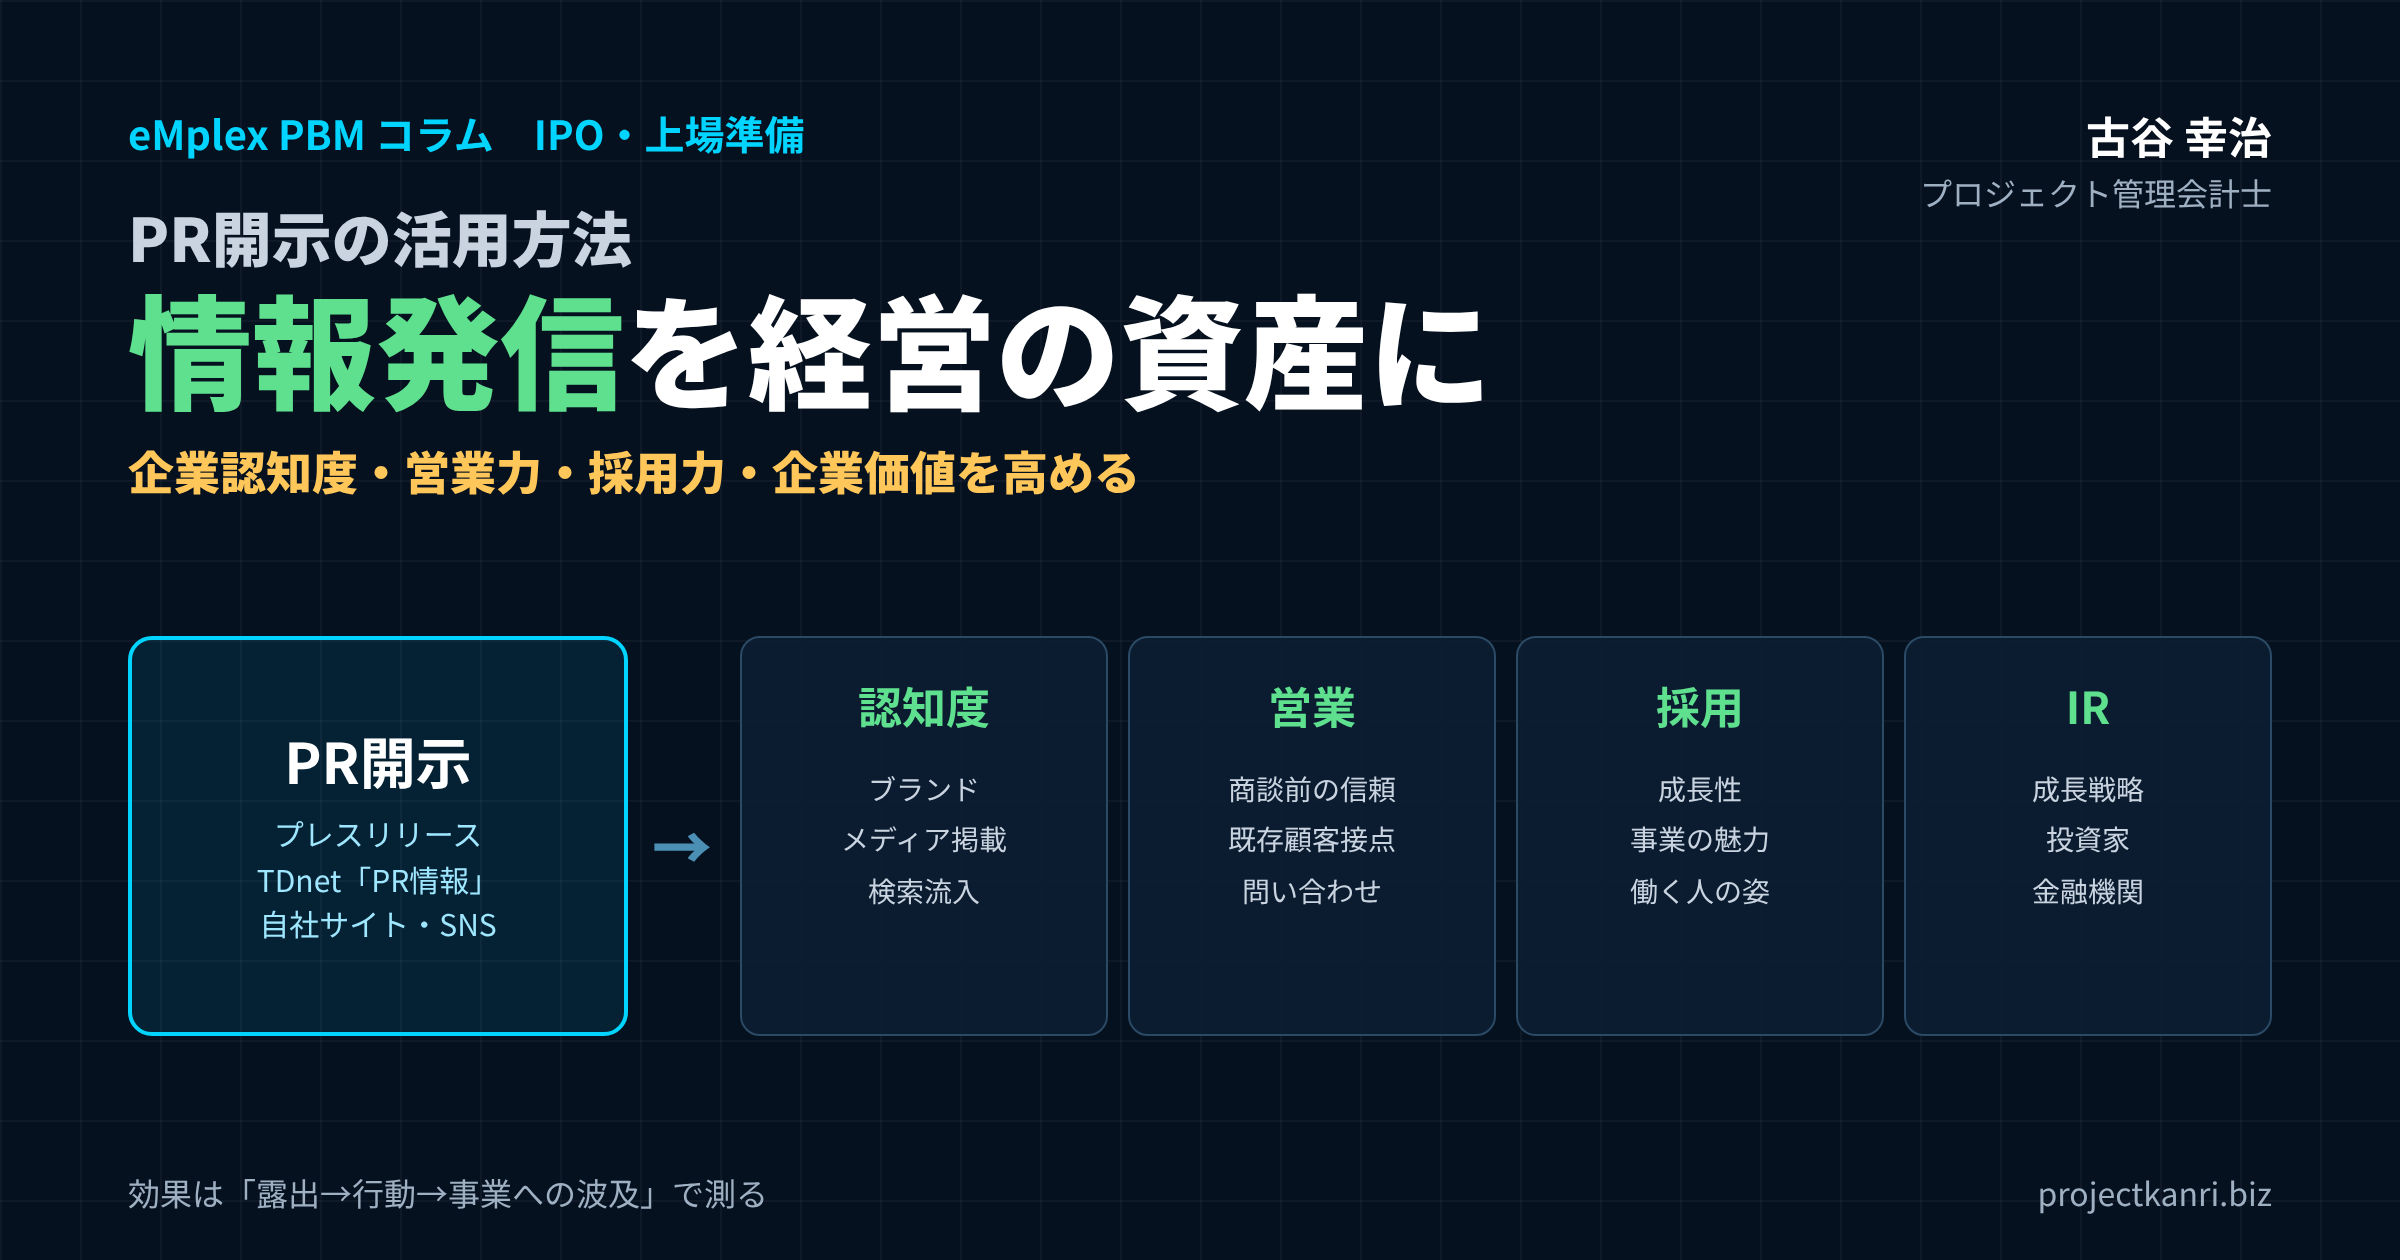 eMplex PBM コラム　IPO・上場準備
古谷 幸治
プロジェクト管理会計士
PR開示の活用方法
情報発信を経営の資産に
企業認知度・営業力・採用力・企業価値を高める
PR開示
プレスリリース
TDnet「PR情報」
自社サイト・SNS
→
認知度
ブランド
メディア掲載
検索流入
営業
商談前の信頼
既存顧客接点
問い合わせ
採用
成長性
事業の魅力
働く人の姿
IR
成長戦略
投資家
金融機関
効果は「露出→行動→事業への波及」で測る
projectkanri.biz